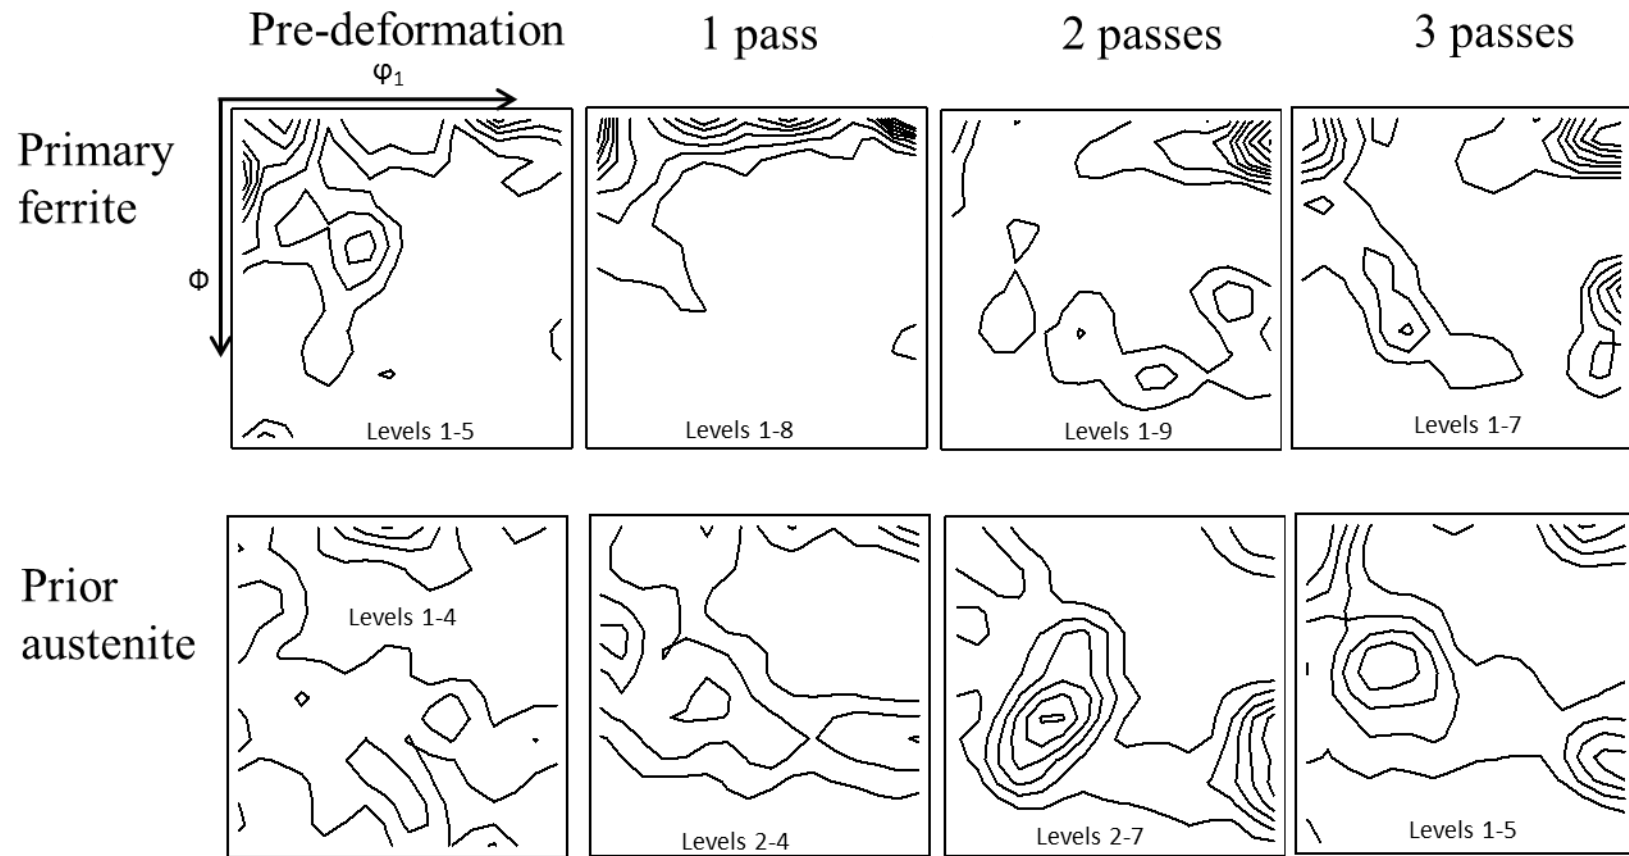 Pre-deformation 1 pass 2 passes 3 passes
φ1
Primary
ferrite
Φ
Levels 1-5 Levels 1-8 Levels 1-9 Levels 1-7
Prior
austenite
Levels 1-4 Levels 2-4 Levels 2-7 Levels 1-5